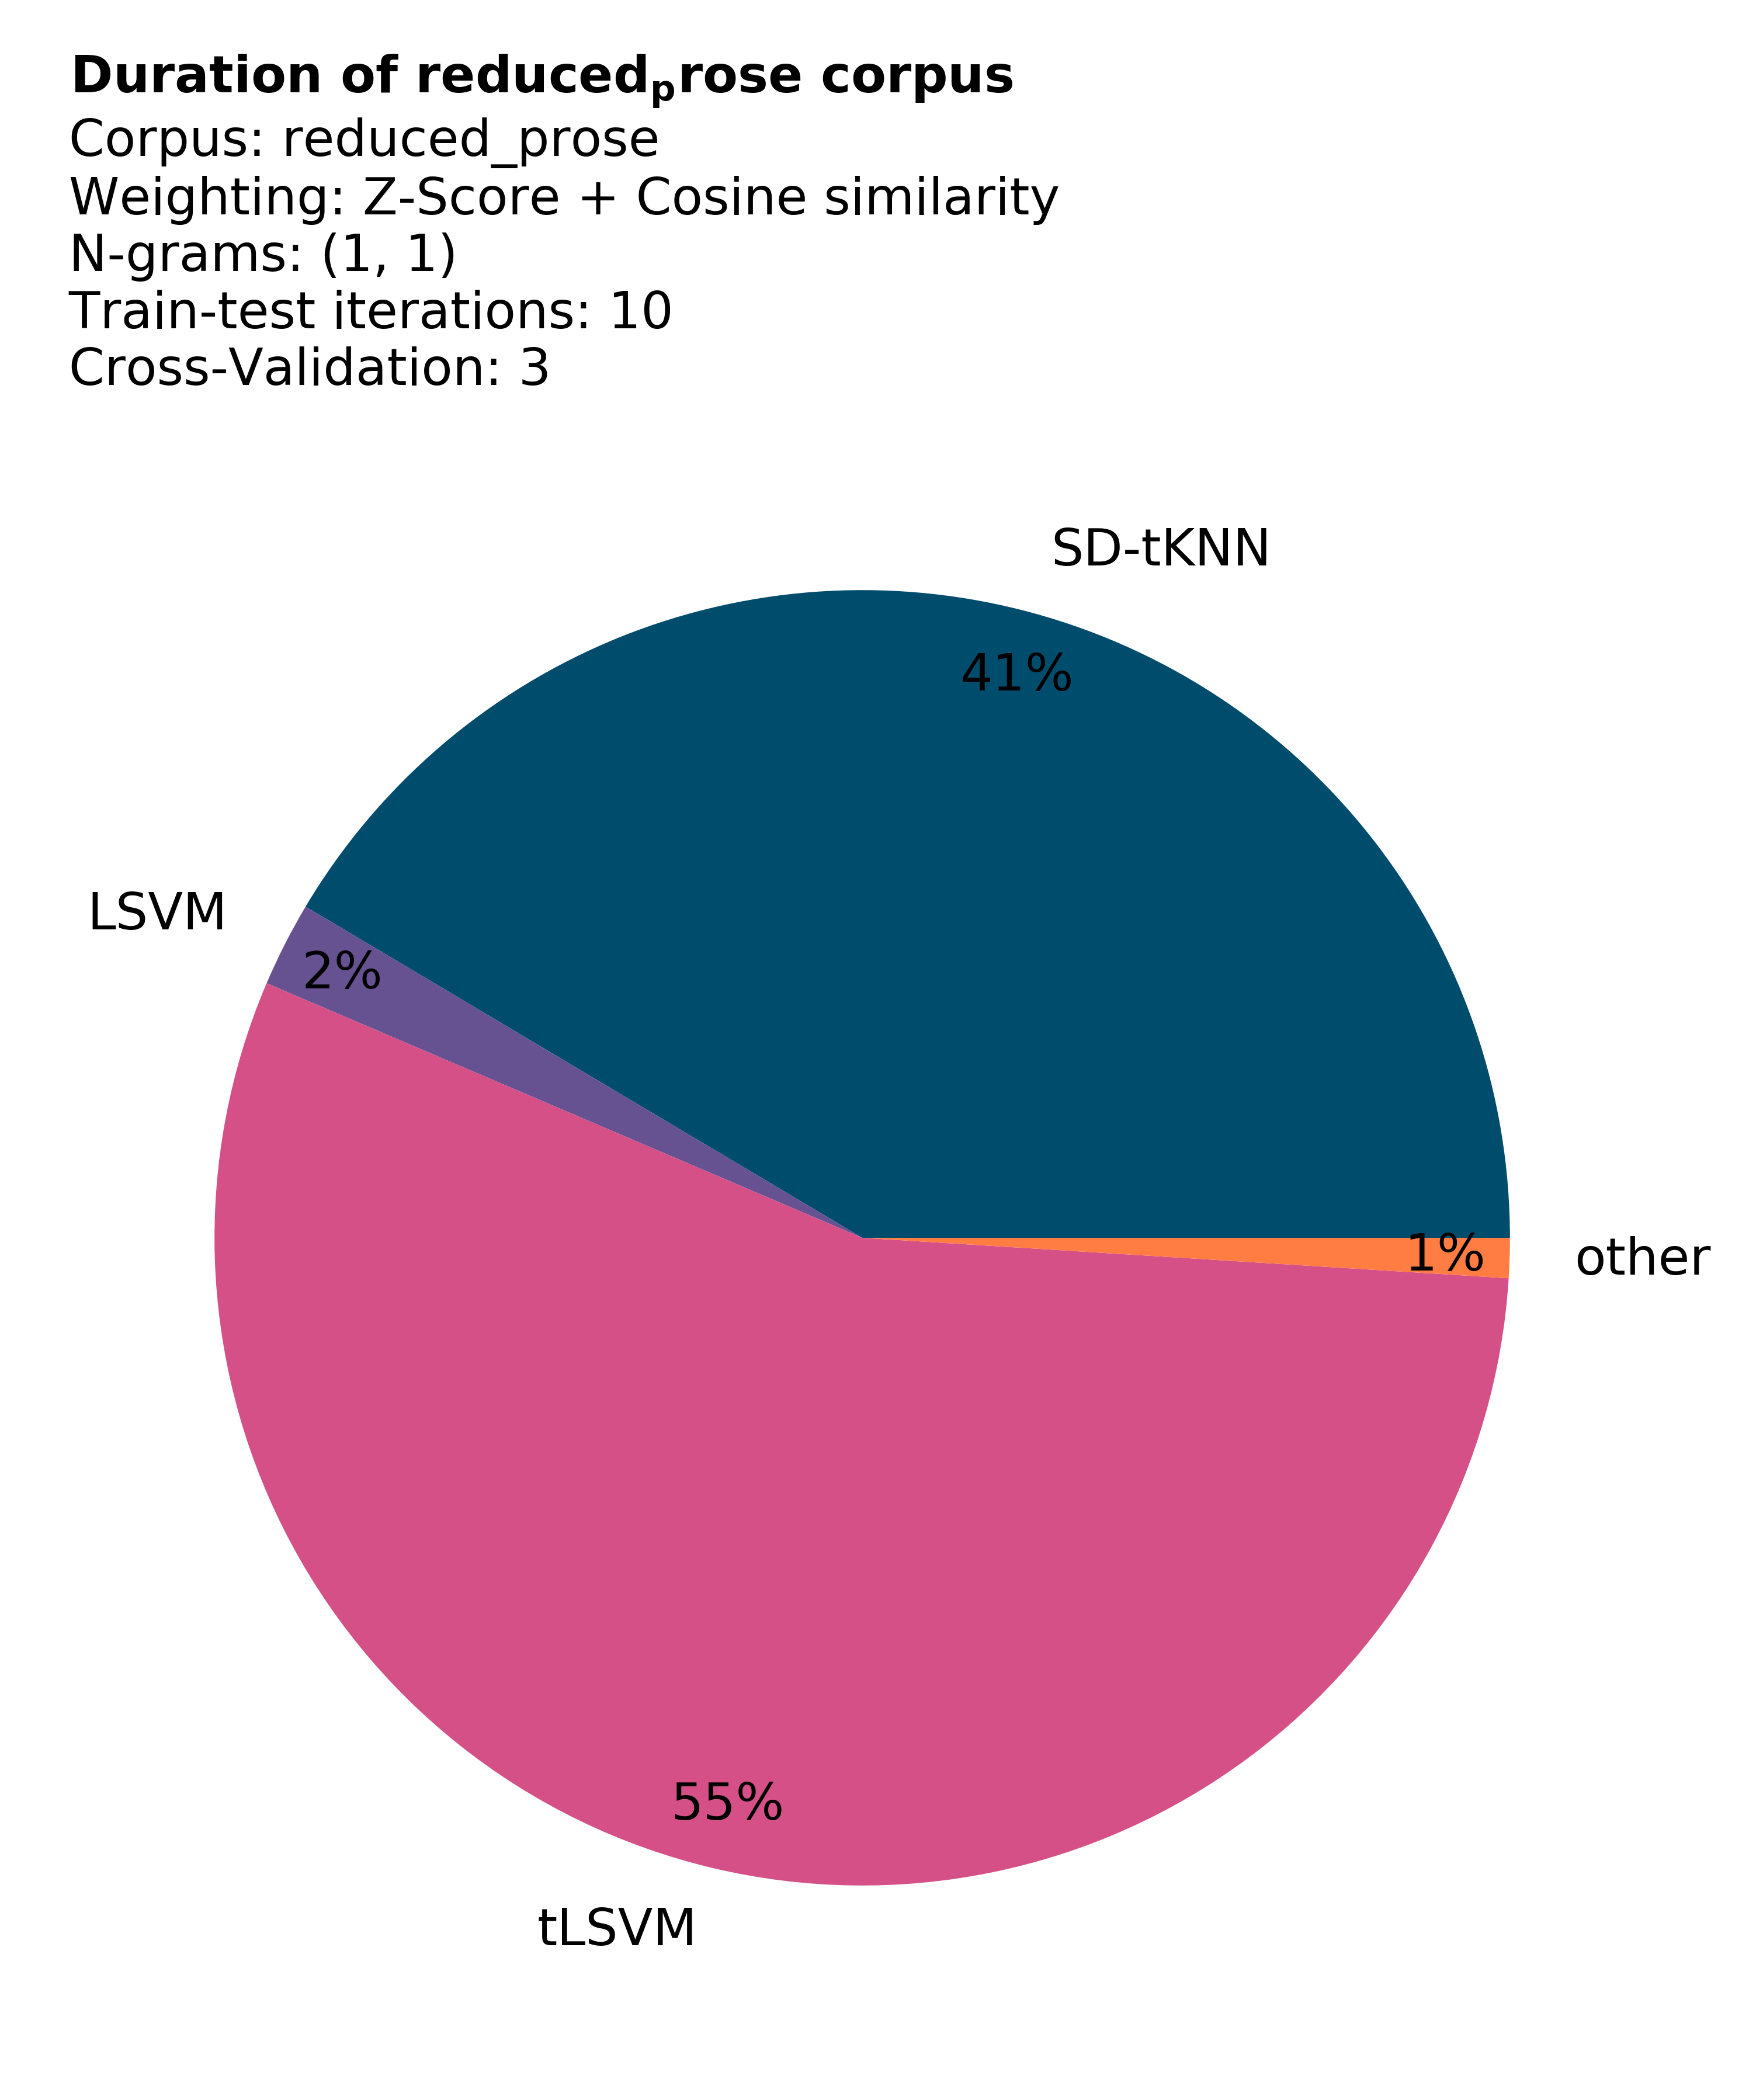 Duration of reducedₚrose corpus
Corpus: reduced_prose
Weighting: Z-Score + Cosine similarity
N-grams: (1, 1)
Train-test iterations: 10
Cross-Validation: 3
SD-tKNN
41%
LSVM
2%
1%
other
55%
tLSVM